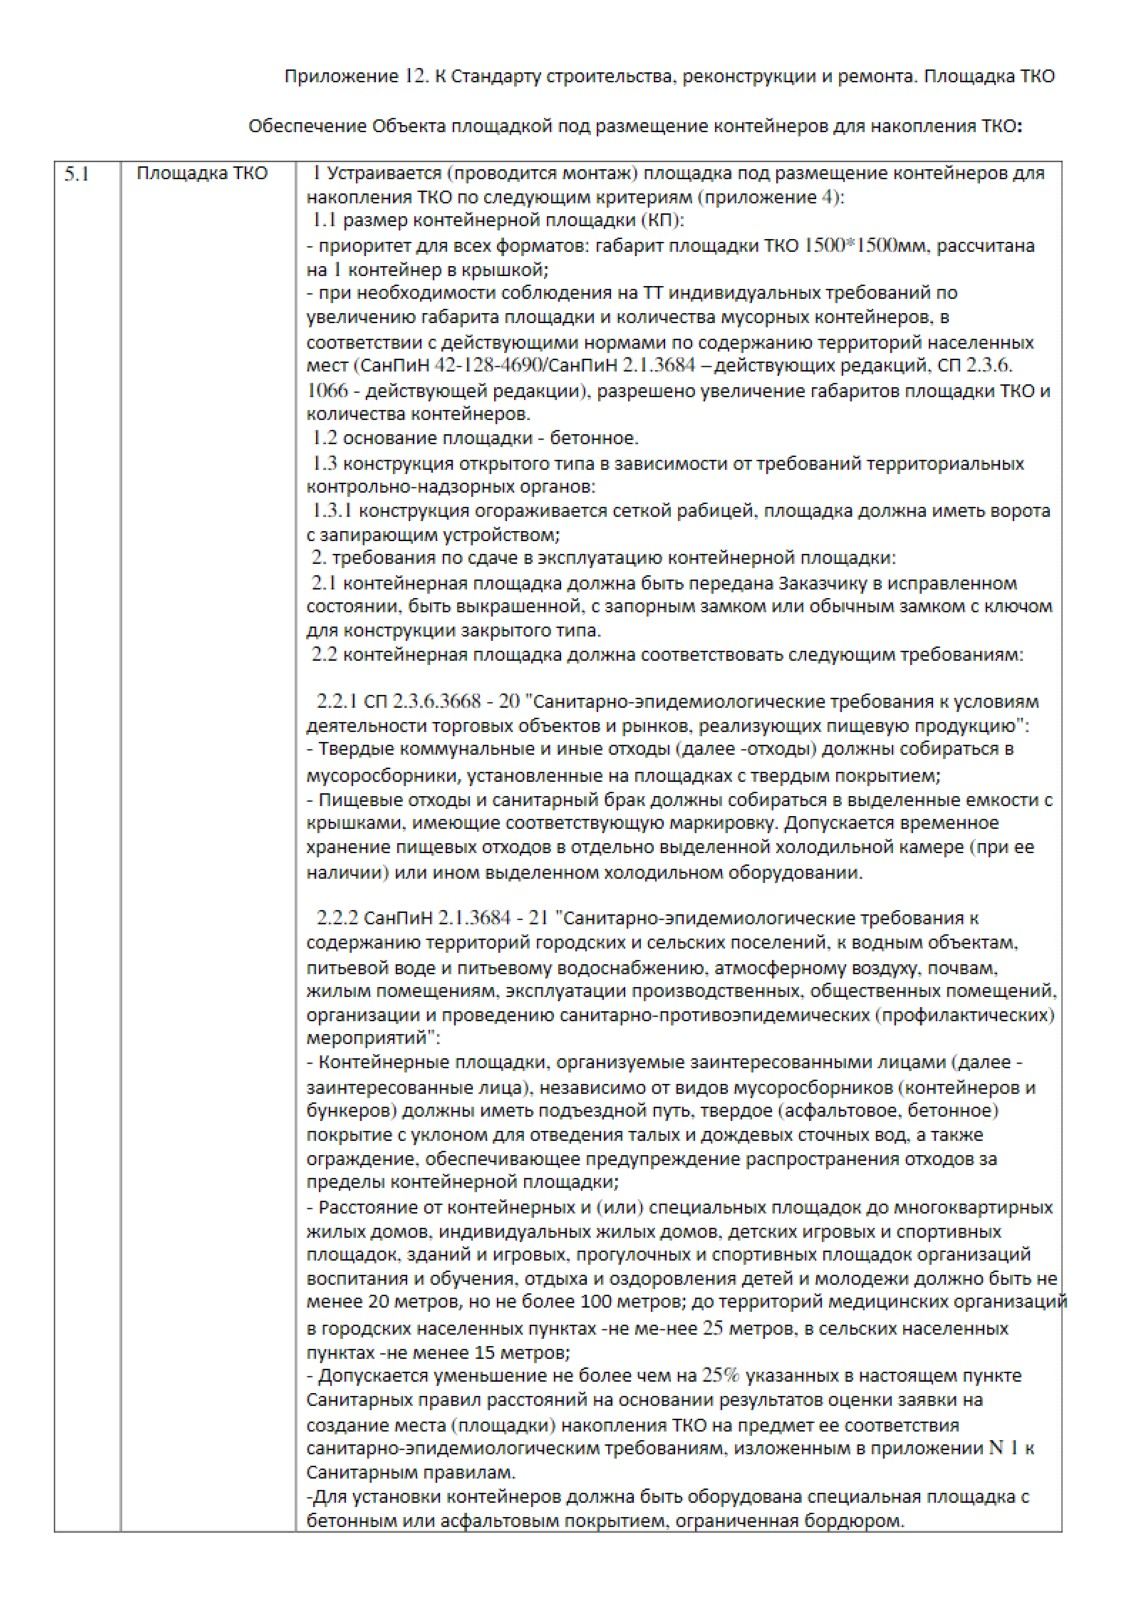 Приложение 12. К Стандарту строительства, реконструкции и ремонта. Площадка ТКО
Обеспечение Объекта площадкой под размещение контейнеров для накопления ТКО:
5.1
Площадка ТКО
1 Устраивается (проводится монтаж) площадка под размещение контейнеров для
накопления ТКО по следующим критериям (приложение 4):
1.1 размер контейнерной площадки (КП):
- приоритет для всех форматов: габарит площадки ТКО 1500*1500мм, рассчитана
на 1 контейнер в крышкой;
- при необходимости соблюдения на ТТ индивидуальных требований по
увеличению габарита площадки и количества мусорных контейнеров, в
соответствии с действующими нормами по содержанию территорий населенных
мест (СанПиН 42-128-4690/СанПиН 2.1.3684 – действующих редакций, СП 2.3.6.
1066 - действующей редакции), разрешено увеличение габаритов площадки ТКО и
количества контейнеров.
1.2 основание площадки - бетонное.
1.3 конструкция открытого типа в зависимости от требований территориальных
контрольно-надзорных органов:
1.3.1 конструкция огораживается сеткой рабицей, площадка должна иметь ворота
с запирающим устройством;
2. требования по сдаче в эксплуатацию контейнерной площадки:
2.1 контейнерная площадка должна быть передана Заказчику в исправленном
состоянии, быть выкрашенной, с запорным замком или обычным замком с ключом
для конструкции закрытого типа.
2.2 контейнерная площадка должна соответствовать следующим требованиям:
2.2.1 СП 2.3.6.3668 - 20 "Санитарно-эпидемиологические требования к условиям
деятельности торговых объектов и рынков, реализующих пищевую продукцию":
- Твердые коммунальные и иные отходы (далее -отходы) должны собираться в
мусоросборники, установленные на площадках с твердым покрытием;
- Пищевые отходы и санитарный брак должны собираться в выделенные емкости с
крышками, имеющие соответствующую маркировку. Допускается временное
хранение пищевых отходов в отдельно выделенной холодильной камере (при ее
наличии) или ином выделенном холодильном оборудовании.
2.2.2 СанПиН 2.1.3684 - 21 "Санитарно-эпидемиологические требования к
содержанию территорий городских и сельских поселений, к водным объектам,
питьевой воде и питьевому водоснабжению, атмосферному воздуху, почвам,
жилым помещениям, эксплуатации производственных, общественных помещений,
организации и проведению санитарно-противоэпидемических (профилактических)
мероприятий":
- Контейнерные площадки, организуемые заинтересованными лицами (далее -
заинтересованные лица), независимо от видов мусоросборников (контейнеров и
бункеров) должны иметь подъездной путь, твердое (асфальтовое, бетонное)
покрытие с уклоном для отведения талых и дождевых сточных вод, а также
ограждение, обеспечивающее предупреждение распространения отходов за
пределы контейнерной площадки;
- Расстояние от контейнерных и (или) специальных площадок до многоквартирных
жилых домов, индивидуальных жилых домов, детских игровых и спортивных
площадок, зданий и игровых, прогулочных и спортивных площадок организаций
воспитания и обучения, отдыха и оздоровления детей и молодежи должно быть не
менее 20 метров, но не более 100 метров; до территорий медицинских организаций
в городских населенных пунктах -не ме-нее 25 метров, в сельских населенных
пунктах -не менее 15 метров;
- Допускается уменьшение не более чем на 25% указанных в настоящем пункте
Санитарных правил расстояний на основании результатов оценки заявки на
создание места (площадки) накопления ТКО на предмет ее соответствия
санитарно-эпидемиологическим требованиям, изложенным в приложении N 1 к
Санитарным правилам.
-Для установки контейнеров должна быть оборудована специальная площадка с
бетонным или асфальтовым покрытием, ограниченная бордюром.